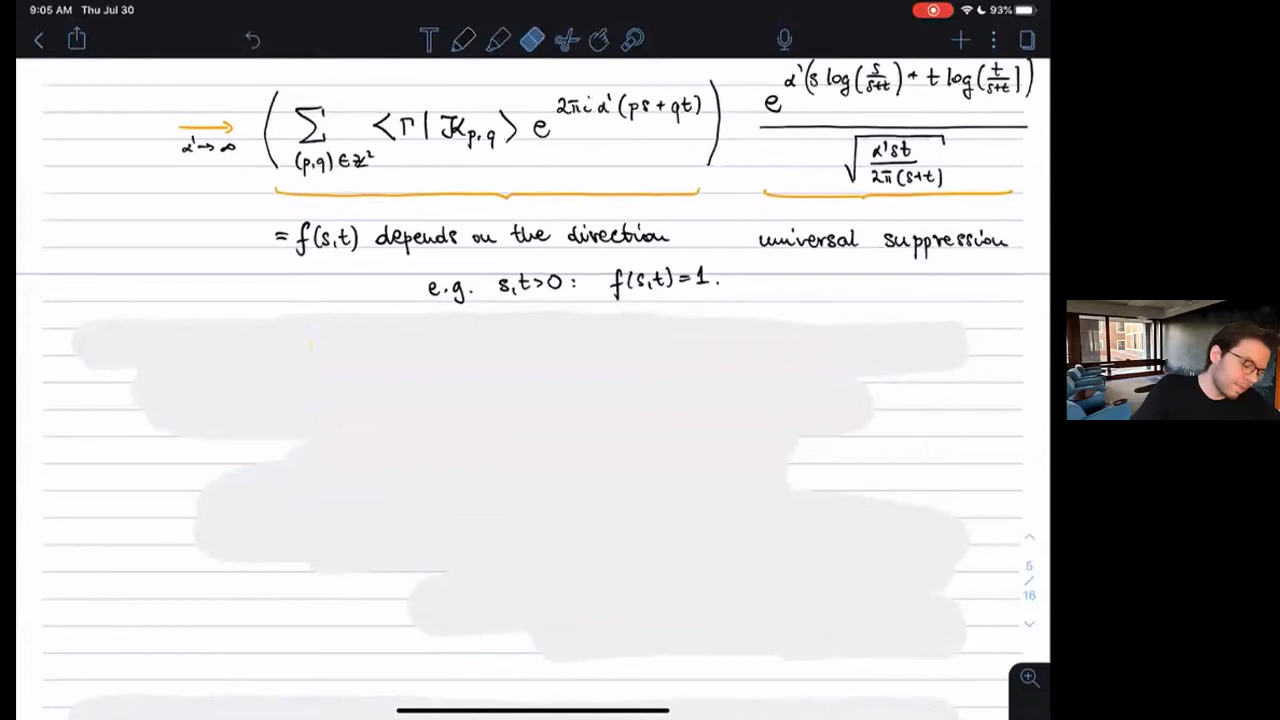 9:05 AM Thu Jul 30
93%
α'→∞ ( Σ_{(p,q)∈ℤ²} <Γ|𝒦_{p,q}> e^{2πiα'(ps+qt)} ) e^{α'(s log(s/(s+t)) + t log(t/(s+t)))} / √(α'st / 2π(s+t))
= f(s,t) depends on the direction universal suppression
e.g. s,t>0: f(s,t)=1.
5
/
16